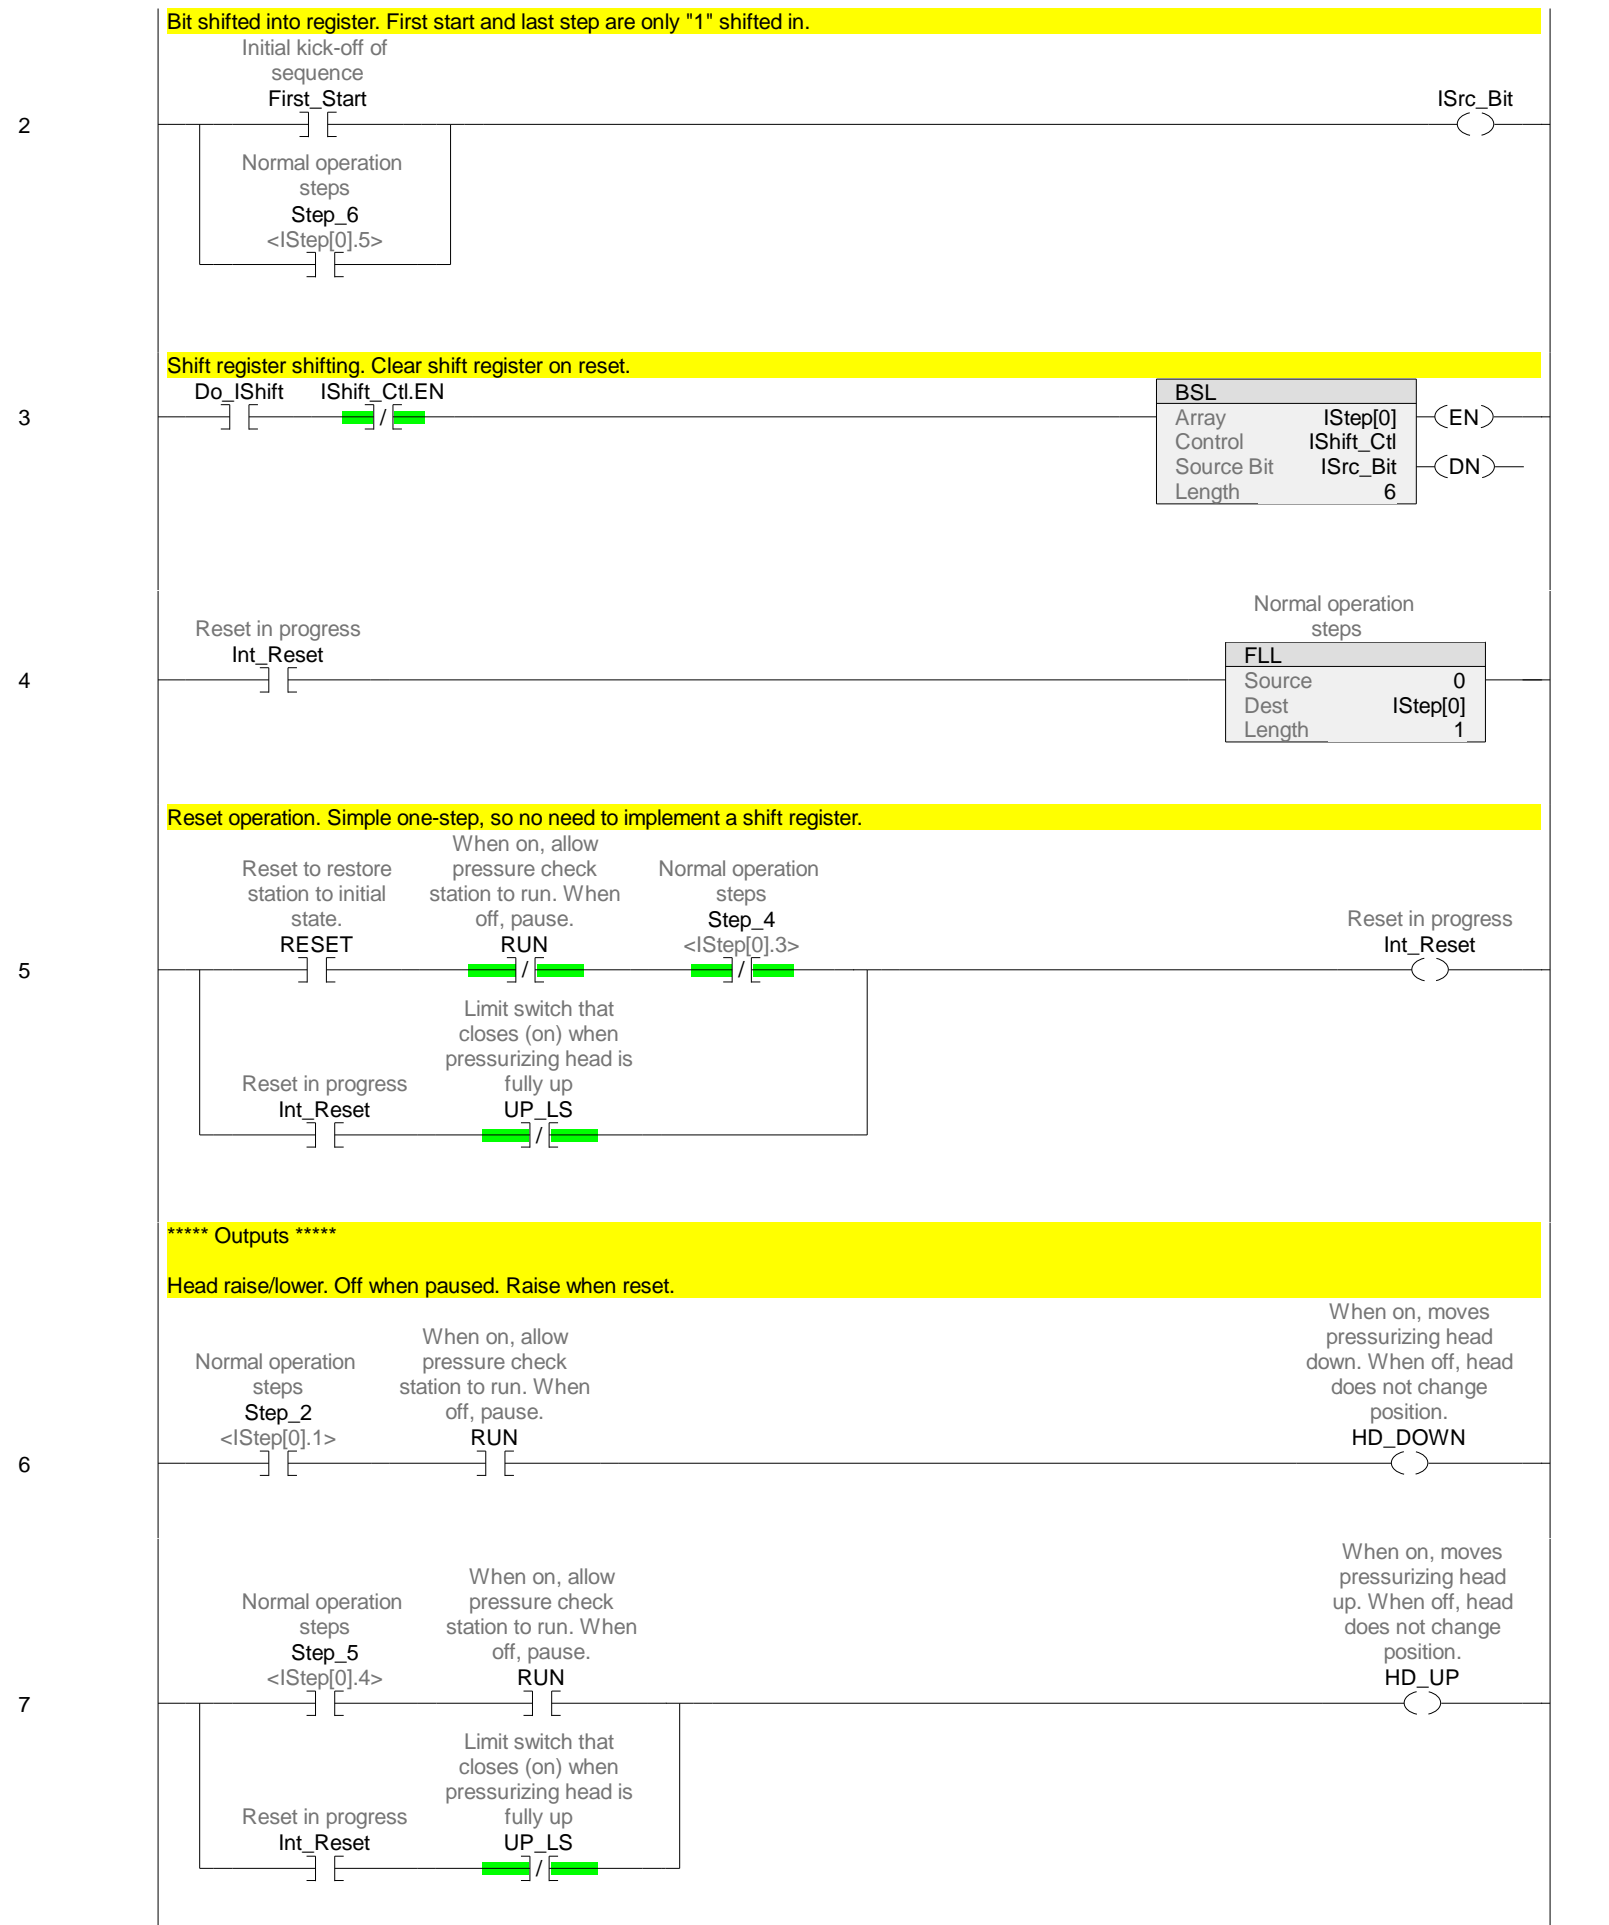 Bit shifted into register. First start and last step are only "1" shifted in.
Initial kick-off of
sequence
First_Start
ISrc_Bit
2
Normal operation
steps
Step_6
<IStep[0].5>
Shift register shifting. Clear shift register on reset.
Do_IShift IShift_Ctl.EN
3
/
BSL
Array IStep[0]
Control IShift_Ctl
Source Bit ISrc_Bit
Length 6
EN
DN
Reset in progress
Int_Reset
4
Normal operation
steps
FLL
Source 0
Dest IStep[0]
Length 1
Reset operation. Simple one-step, so no need to implement a shift register.
Reset to restore
station to initial
state.
RESET
When on, allow
pressure check
station to run. When
off, pause.
RUN
/
Normal operation
steps
Step_4
<IStep[0].3>
/
Reset in progress
Int_Reset
5
Reset in progress
Int_Reset
Limit switch that
closes (on) when
pressurizing head is
fully up
UP_LS
/
***** Outputs *****
Head raise/lower. Off when paused. Raise when reset.
Normal operation
steps
Step_2
<IStep[0].1>
When on, allow
pressure check
station to run. When
off, pause.
RUN
When on, moves
pressurizing head
down. When off, head
does not change
position.
HD_DOWN
6
Normal operation
steps
Step_5
<IStep[0].4>
When on, allow
pressure check
station to run. When
off, pause.
RUN
When on, moves
pressurizing head
up. When off, head
does not change
position.
HD_UP
7
Reset in progress
Int_Reset
Limit switch that
closes (on) when
pressurizing head is
fully up
UP_LS
/